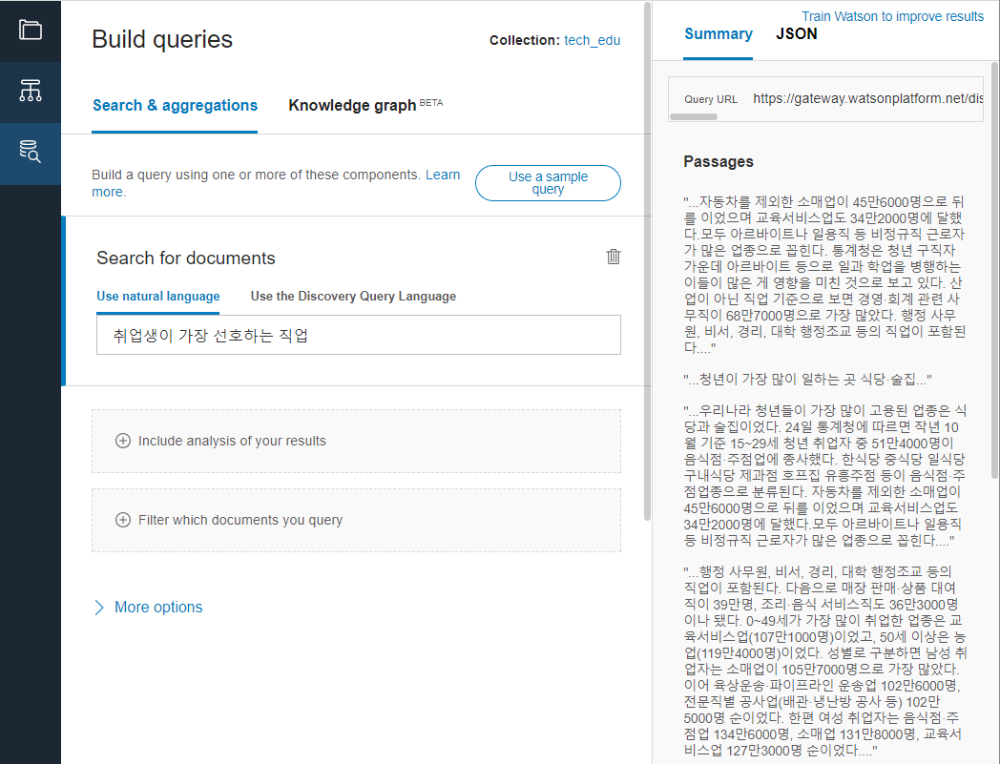 Build queries
Collection: tech_edu
Search & aggregations
Knowledge graph BETA
Build a query using one or more of these components. Learn
more.
Use a sample
query
Search for documents
Use natural language
Use the Discovery Query Language
취업생이 가장 선호하는 직업
Include analysis of your results
Filter which documents you query
More options
Train Watson to improve results
Summary
JSON
Query URL
https://gateway.watsonplatform.net/dis
Passages
"...자동차를 제외한 소매업이 45만6000명으로 뒤
를 이었으며 교육서비스업도 34만2000명에 달했
다.모두 아르바이트나 일용직 등 비정규직 근로자
가 많은 업종으로 꼽힌다. 통계청은 청년 구직자
가운데 아르바이트 등으로 일과 학업을 병행하는
이들이 많은 게 영향을 미친 것으로 보고 있다. 산
업이 아닌 직업 기준으로 보면 경영·회계 관련 사
무직이 68만7000명으로 가장 많았다. 행정 사무
원, 비서, 경리, 대학 행정조교 등의 직업이 포함된
다...."
"...청년이 가장 많이 일하는 곳 식당·술집..."
"...우리나라 청년들이 가장 많이 고용된 업종은 식
당과 술집이었다. 24일 통계청에 따르면 작년 10
월 기준 15~29세 청년 취업자 중 51만4000명이
음식점·주점업에 종사했다. 한식당 중식당 일식당
구내식당 제과점 호프집 유흥주점 등이 음식점·주
점업종으로 분류된다. 자동차를 제외한 소매업이
45만6000명으로 뒤를 이었으며 교육서비스업도
34만2000명에 달했다.모두 아르바이트나 일용직
등 비정규직 근로자가 많은 업종으로 꼽힌다...."
"...행정 사무원, 비서, 경리, 대학 행정조교 등의
직업이 포함된다. 다음으로 매장 판매·상품 대여
직이 39만명, 조리·음식 서비스직도 36만3000명
이나 됐다. 0~49세가 가장 많이 취업한 업종은 교
육서비스업(107만1000명)이었고, 50세 이상은 농
업(119만4000명)이었다. 성별로 구분하면 남성 취
업자는 소매업이 105만7000명으로 가장 많았다.
이어 육상운송·파이프라인 운송업 102만6000명,
전문직별 공사업(배관·냉난방 공사 등) 102만
5000명 순이었다. 한편 여성 취업자는 음식점·주
점업 134만6000명, 소매업 131만8000명, 교육서
비스업 127만3000명 순이었다...."